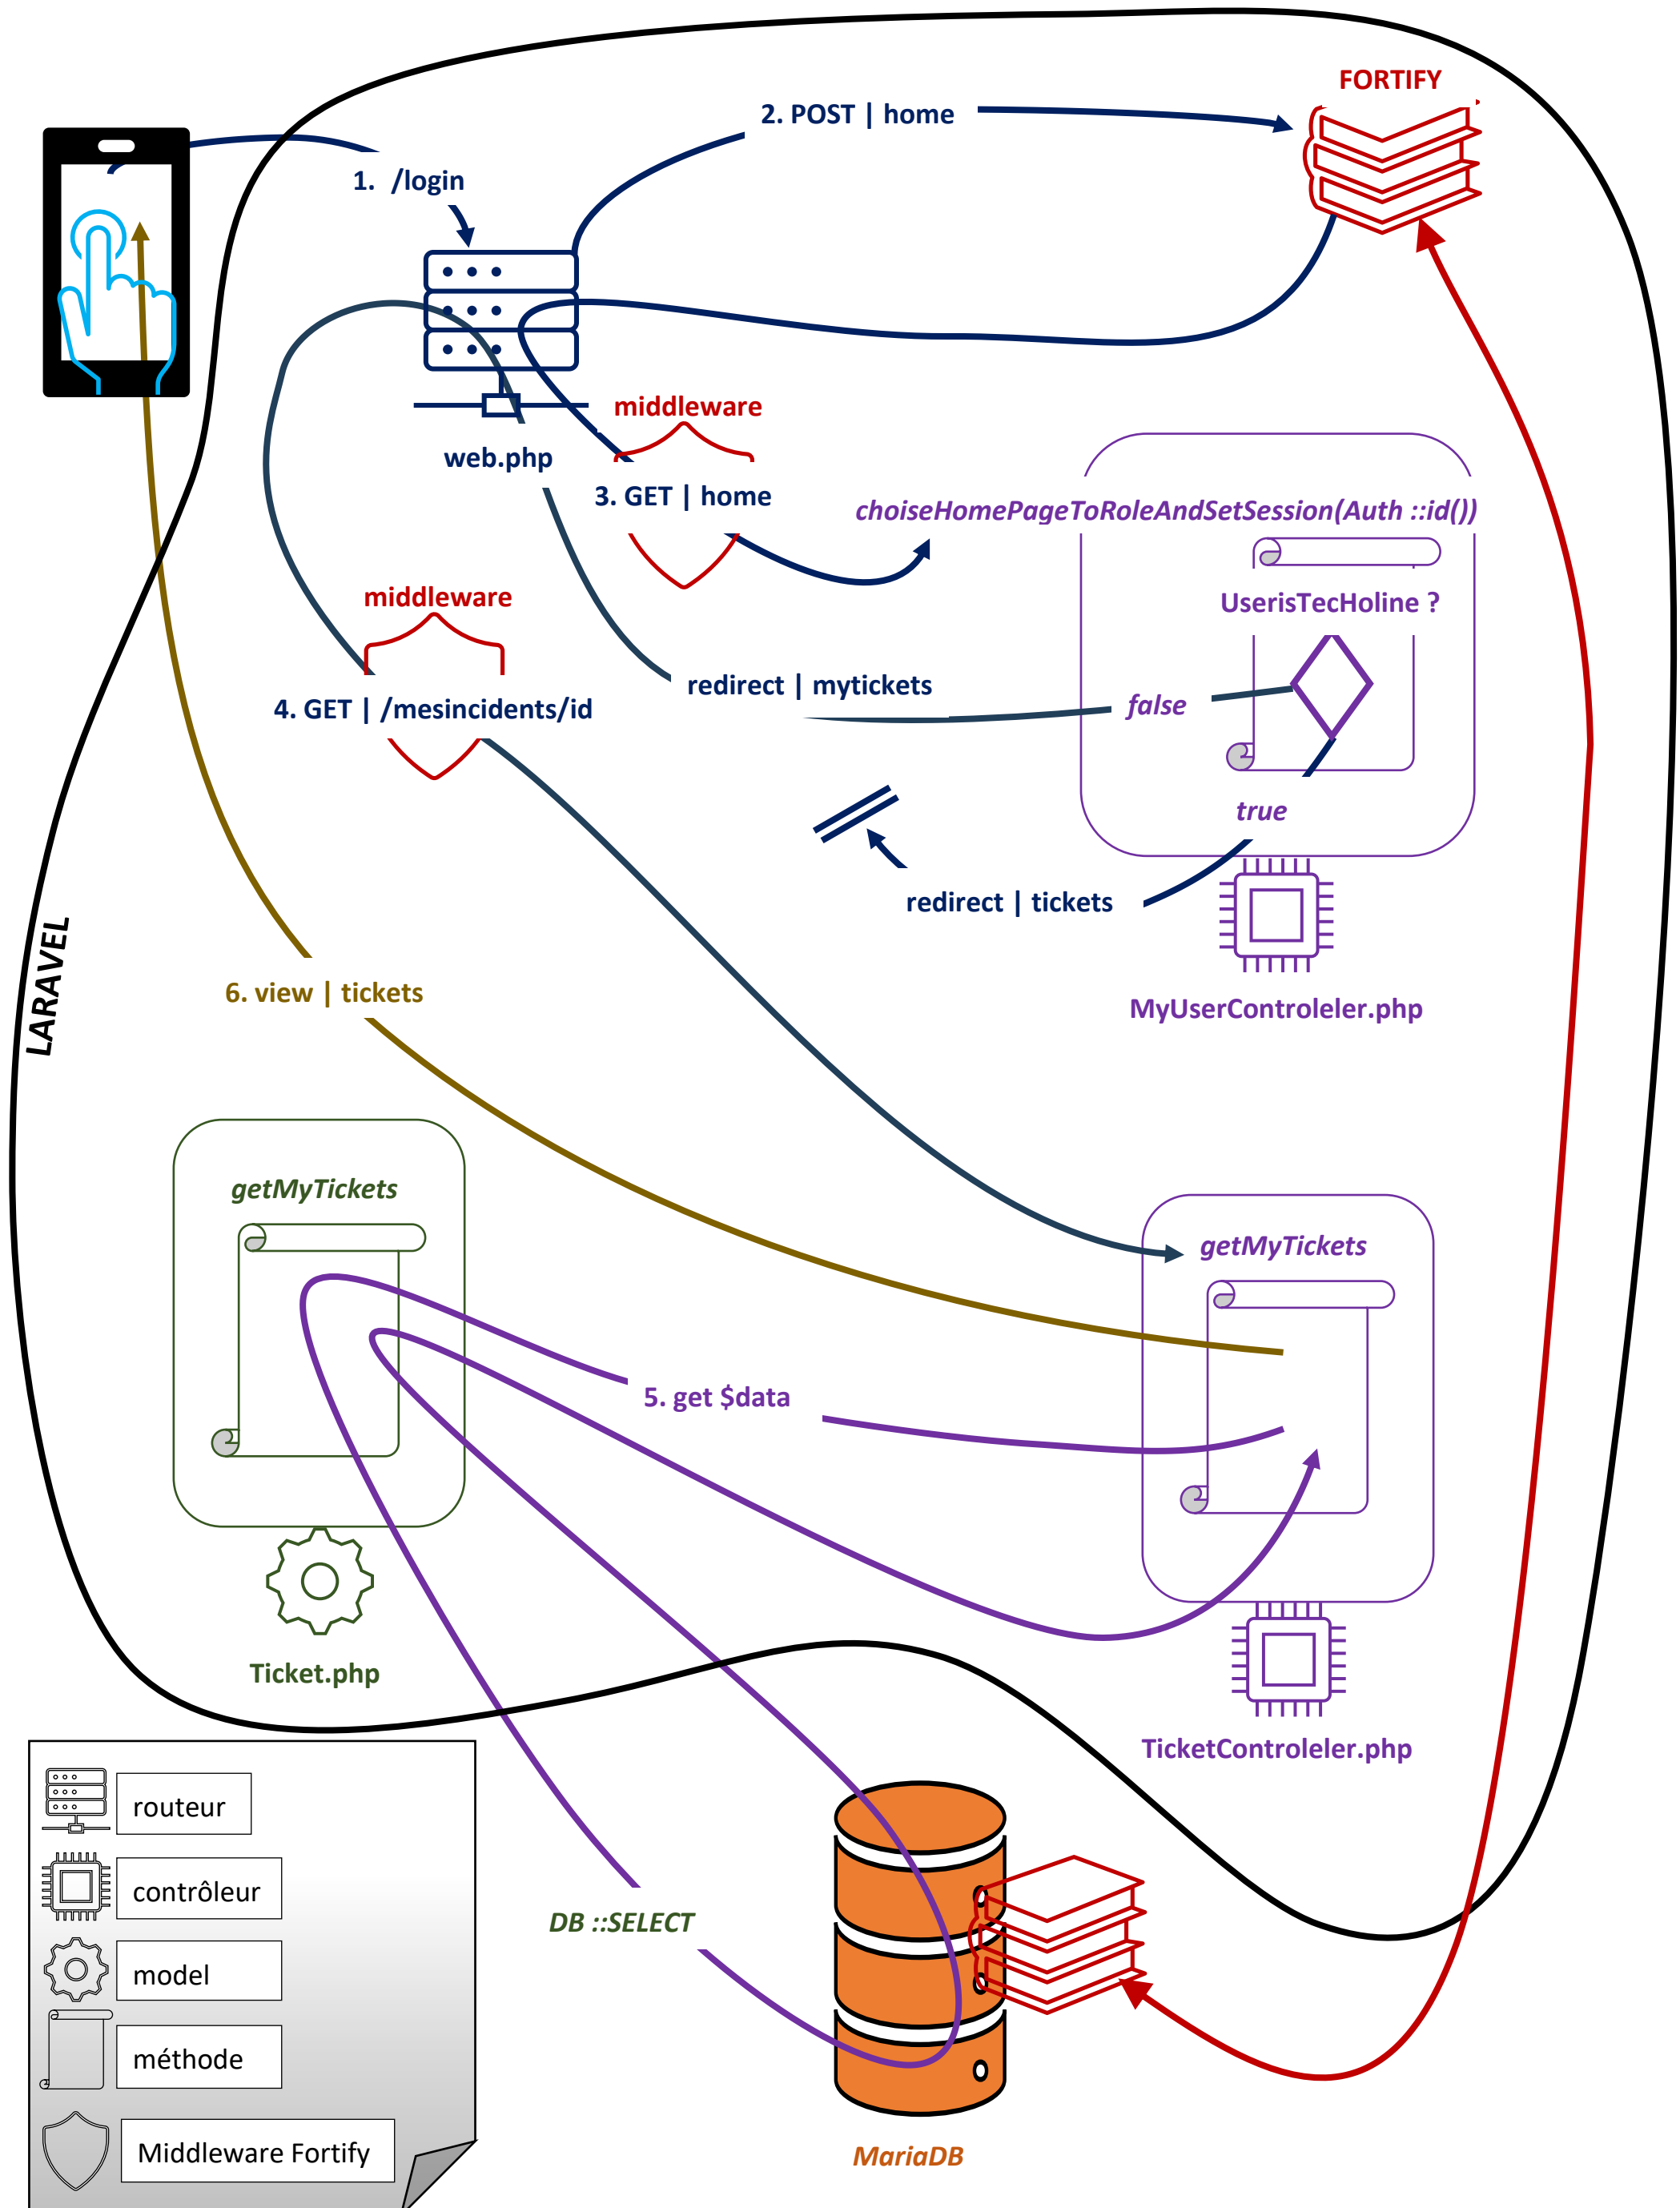 FORTIFY
2. POST | home
1. /login
middleware
web.php
3. GET | home
choiseHomePageToRoleAndSetSession(Auth ::id())
middleware
UserisTecHoline ?
redirect | mytickets
4. GET | /mesincidents/id
false
true
redirect | tickets
LARAVEL
6. view | tickets
MyUserControleler.php
getMyTickets
getMyTickets
5. get $data
Ticket.php
TicketControleler.php
routeur
contrôleur
DB ::SELECT
model
méthode
Middleware Fortify
MariaDB